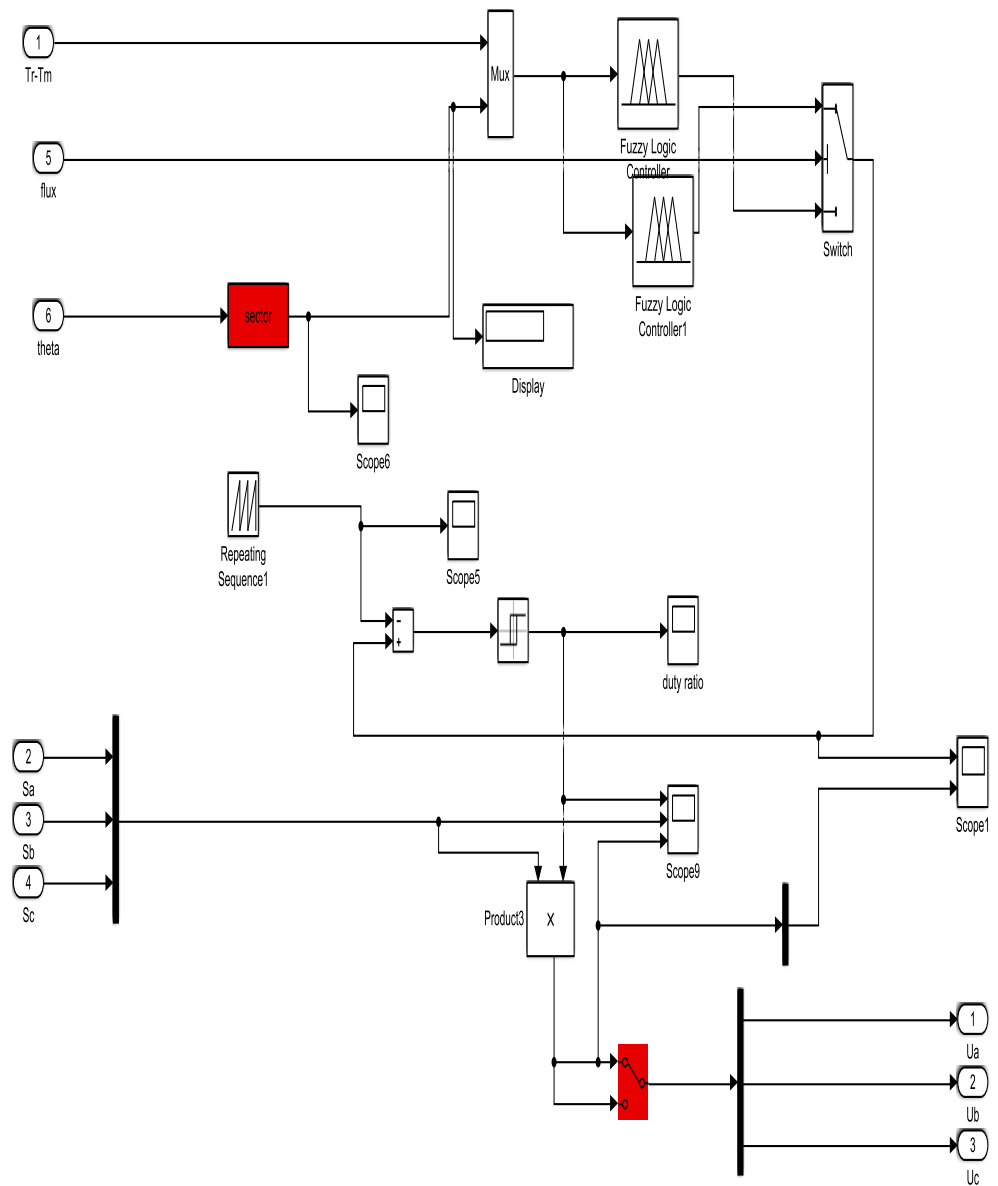 1
Tr-Tm
Mux
Fuzzy Logic
Controller
5
flux
Switch
Fuzzy Logic
Controller1
6
theta
sector
Display
Scope6
Repeating
Sequence1
Scope5
-
+
duty ratio
2
Sa
3
Sb
4
Sc
Scope1
Scope9
Product3
X
1
Ua
2
Ub
3
Uc